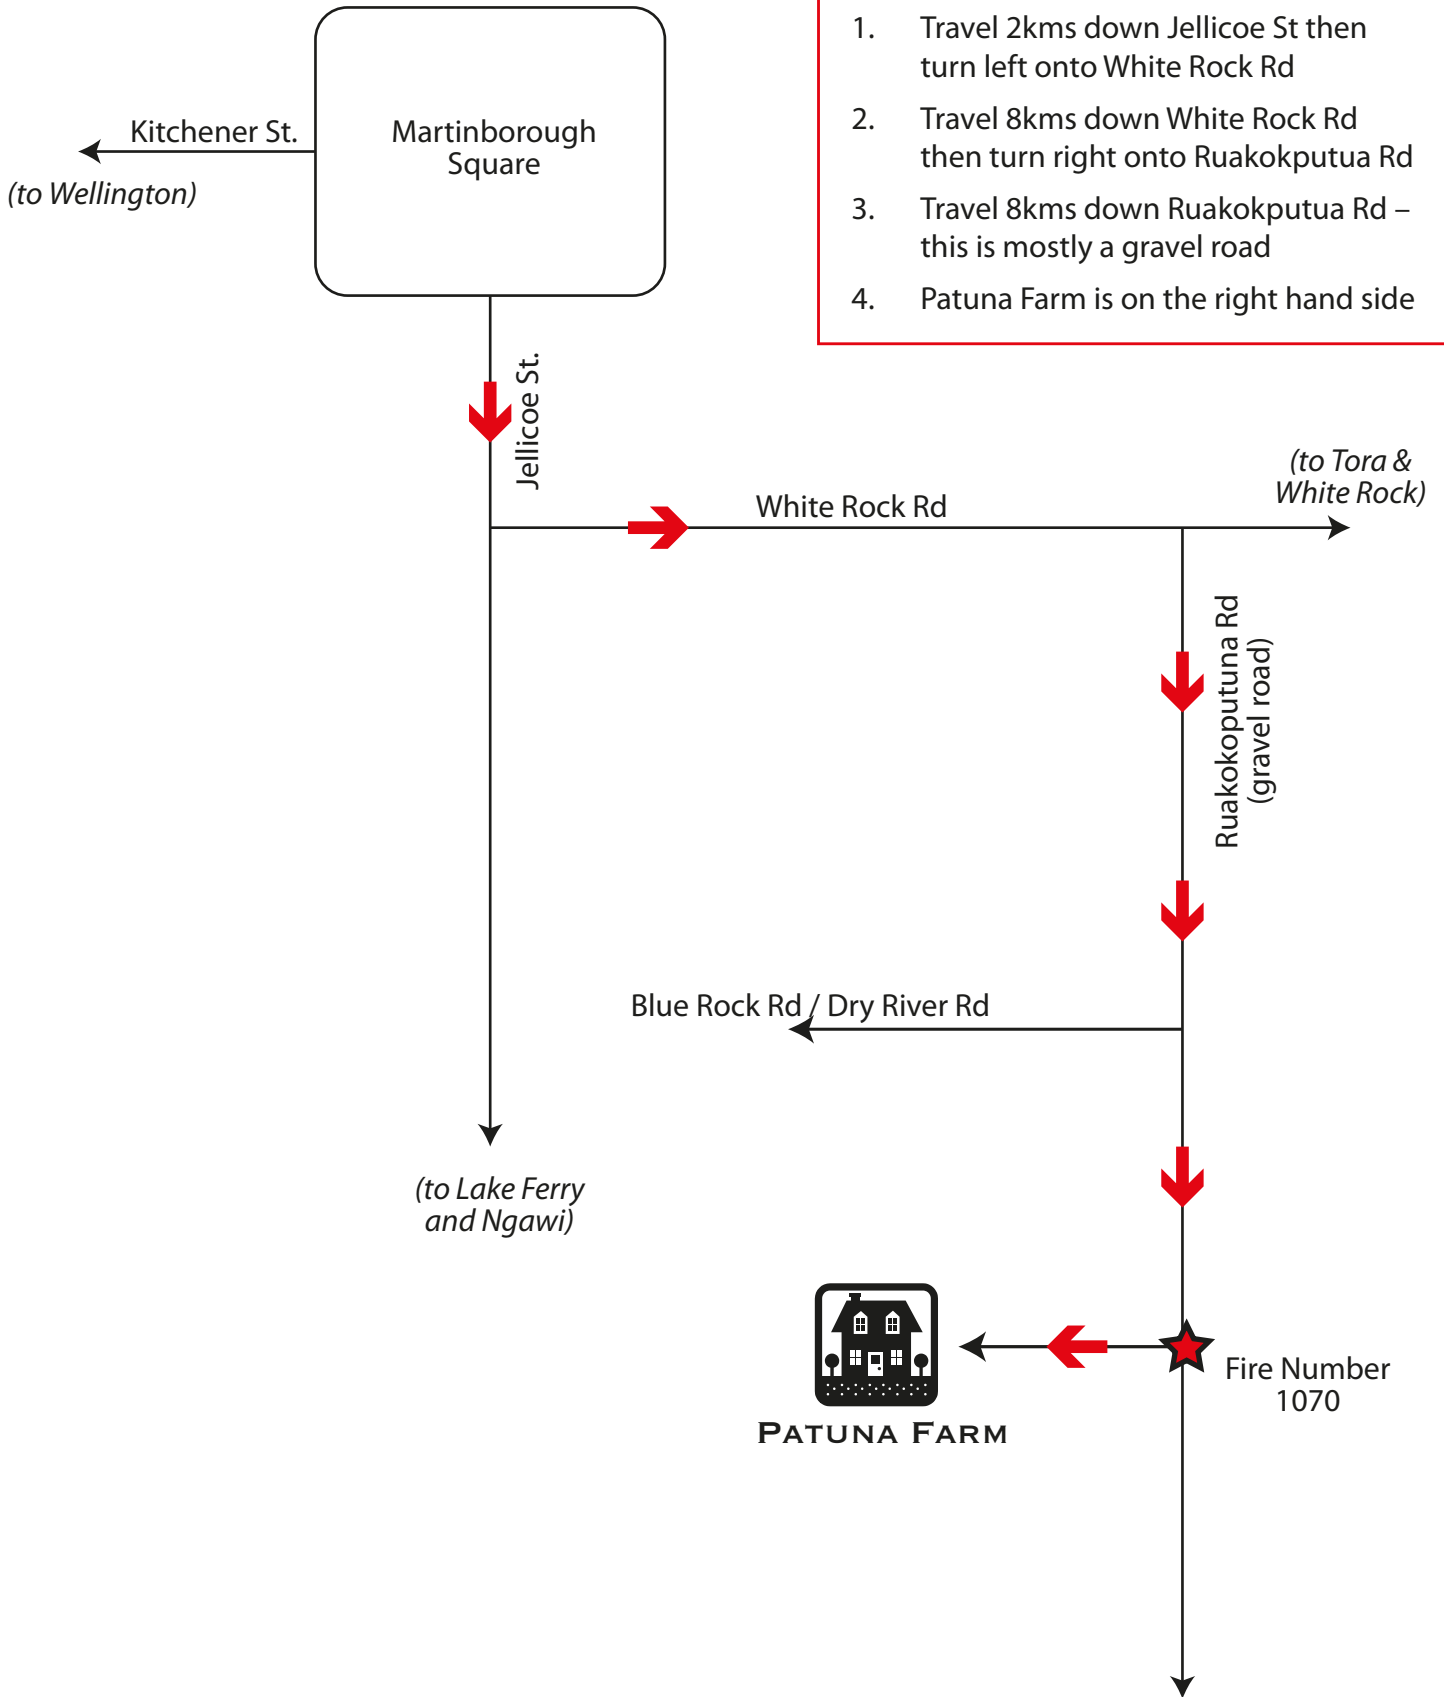 1. Travel 2kms down Jellicoe St then
turn left onto White Rock Rd
2. Travel 8kms down White Rock Rd
then turn right onto Ruakokputua Rd
3. Travel 8kms down Ruakokputua Rd –
this is mostly a gravel road
4. Patuna Farm is on the right hand side
Kitchener St.
(to Wellington)
Martinborough
Square
Jellicoe St.
White Rock Rd
(to Tora &
White Rock)
Ruakokoputuna Rd
(gravel road)
Blue Rock Rd / Dry River Rd
(to Lake Ferry
and Ngawi)
Fire Number
1070
PATUNA FARM